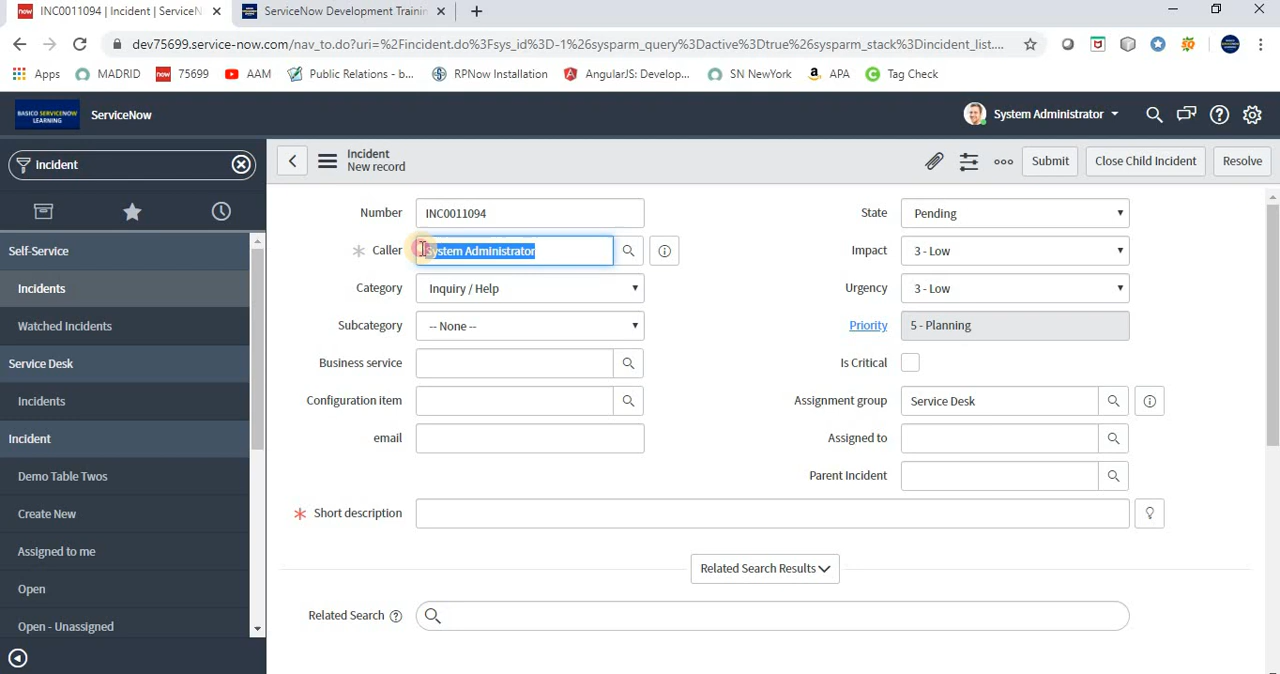 INC0011094 | Incident | ServiceN
ServiceNow Development Trainin
dev75699.service-now.com/nav_to.do?uri=%2Fincident.do%3Fsys_id%3D-1%26sysparm_query%3Dactive%3Dtrue%26sysparm_stack%3Dincident_list....
Apps
MADRID
now
75699
AAM
Public Relations - b...
RPNow Installation
AngularJS: Develop...
SN NewYork
APA
Tag Check
BASICO SERVICENOW
LEARNING
ServiceNow
System Administrator
Incident
Incident
New record
Submit
Close Child Incident
Resolve
Self-Service
Incidents
Watched Incidents
Service Desk
Incidents
Incident
Demo Table Twos
Create New
Assigned to me
Open
Open - Unassigned
Number
INC0011094
Caller
System Administrator
Category
Inquiry / Help
Subcategory
-- None --
Business service
Configuration item
email
State
Pending
Impact
3 - Low
Urgency
3 - Low
Priority
5 - Planning
Is Critical
Assignment group
Service Desk
Assigned to
Parent Incident
Short description
Related Search Results
Related Search